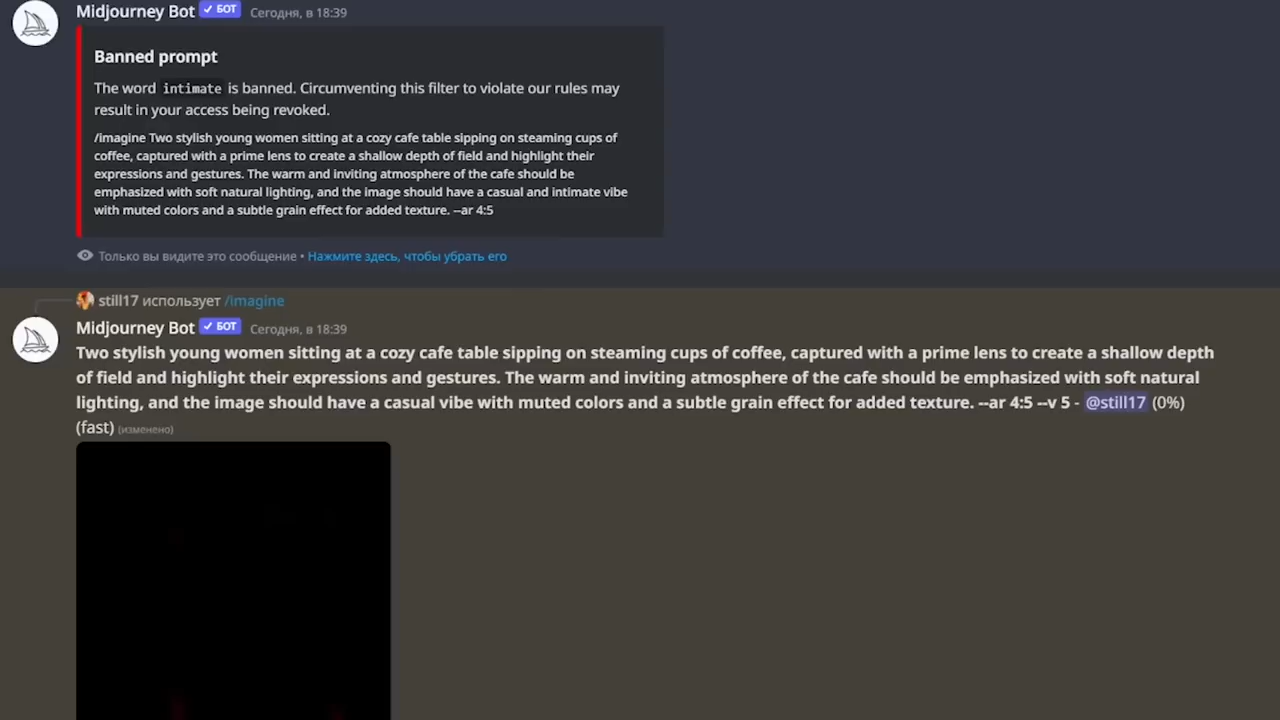 Midjourney Bot ✓ БОТ Сегодня, в 18:39
Banned prompt
The word intimate is banned. Circumventing this filter to violate our rules may
result in your access being revoked.
/imagine Two stylish young women sitting at a cozy cafe table sipping on steaming cups of
coffee, captured with a prime lens to create a shallow depth of field and highlight their
expressions and gestures. The warm and inviting atmosphere of the cafe should be
emphasized with soft natural lighting, and the image should have a casual and intimate vibe
with muted colors and a subtle grain effect for added texture. --ar 4:5
Только вы видите это сообщение • Нажмите здесь, чтобы убрать его
still17 использует /imagine
Midjourney Bot ✓ БОТ Сегодня, в 18:39
Two stylish young women sitting at a cozy cafe table sipping on steaming cups of coffee, captured with a prime lens to create a shallow depth
of field and highlight their expressions and gestures. The warm and inviting atmosphere of the cafe should be emphasized with soft natural
lighting, and the image should have a casual vibe with muted colors and a subtle grain effect for added texture. --ar 4:5 --v 5 - @still17 (0%)
(fast) (изменено)